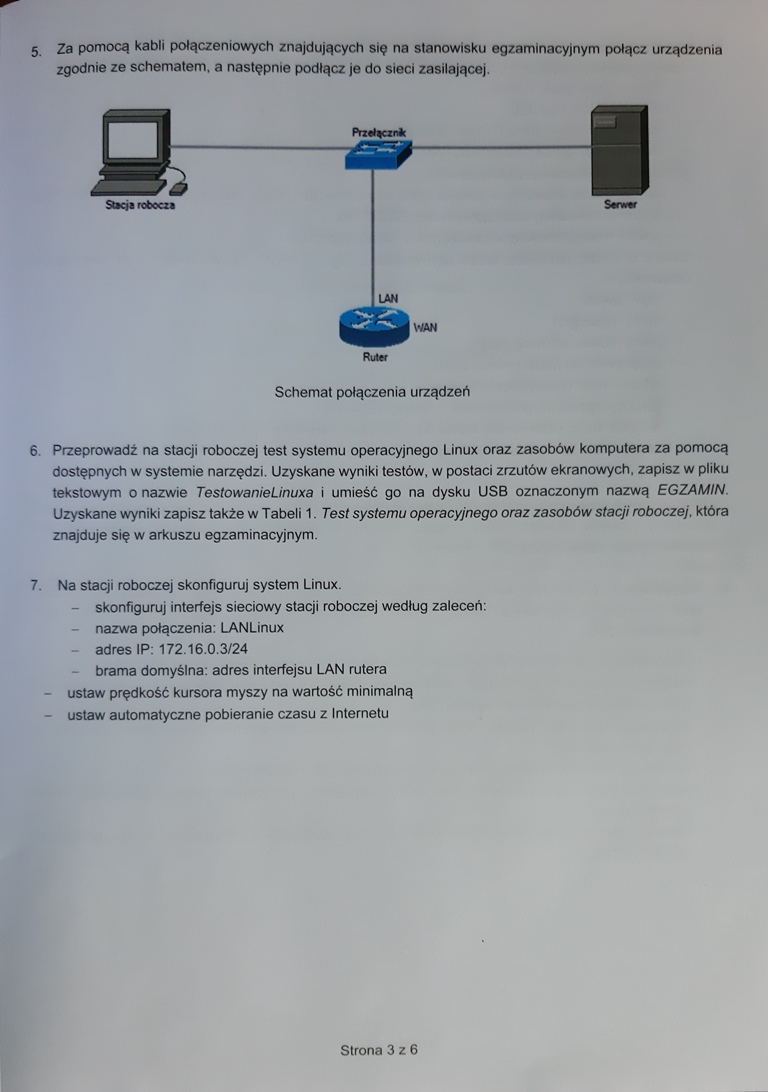 5. Za pomocą kabli połączeniowych znajdujących się na stanowisku egzaminacyjnym połącz urządzenia
zgodnie ze schematem, a następnie podłącz je do sieci zasilającej.
Przełącznik
Stacja robocza
Serwer
LAN
WAN
Ruter
Schemat połączenia urządzeń
6. Przeprowadź na stacji roboczej test systemu operacyjnego Linux oraz zasobów komputera za pomocą
dostępnych w systemie narzędzi. Uzyskane wyniki testów, w postaci zrzutów ekranowych, zapisz w pliku
tekstowym o nazwie TestowanieLinuxa i umieść go na dysku USB oznaczonym nazwą EGZAMIN.
Uzyskane wyniki zapisz także w Tabeli 1. Test systemu operacyjnego oraz zasobów stacji roboczej, która
znajduje się w arkuszu egzaminacyjnym.
7. Na stacji roboczej skonfiguruj system Linux.
– skonfiguruj interfejs sieciowy stacji roboczej według zaleceń:
– nazwa połączenia: LANLinux
– adres IP: 172.16.0.3/24
– brama domyślna: adres interfejsu LAN rutera
– ustaw prędkość kursora myszy na wartość minimalną
– ustaw automatyczne pobieranie czasu z Internetu
Strona 3 z 6